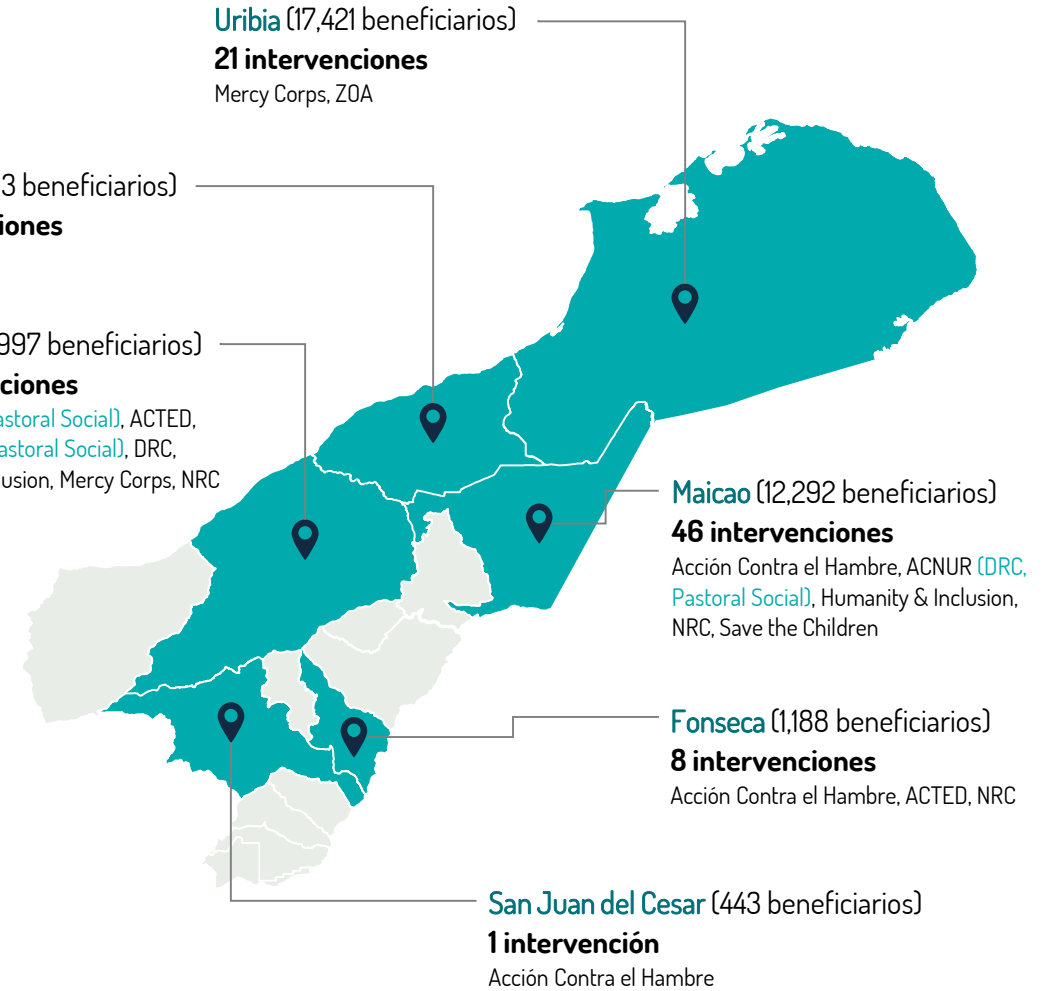 Uribia (17,421 beneficiarios)
21 intervenciones
Mercy Corps, ZOA
3 beneficiarios)
iones
997 beneficiarios)
ciones
astoral Social), ACTED,
astoral Social), DRC,
lusion, Mercy Corps, NRC
Maicao (12,292 beneficiarios)
46 intervenciones
Acción Contra el Hambre, ACNUR (DRC,
Pastoral Social), Humanity & Inclusion,
NRC, Save the Children
Fonseca (1,188 beneficiarios)
8 intervenciones
Acción Contra el Hambre, ACTED, NRC
San Juan del Cesar (443 beneficiarios)
1 intervención
Acción Contra el Hambre